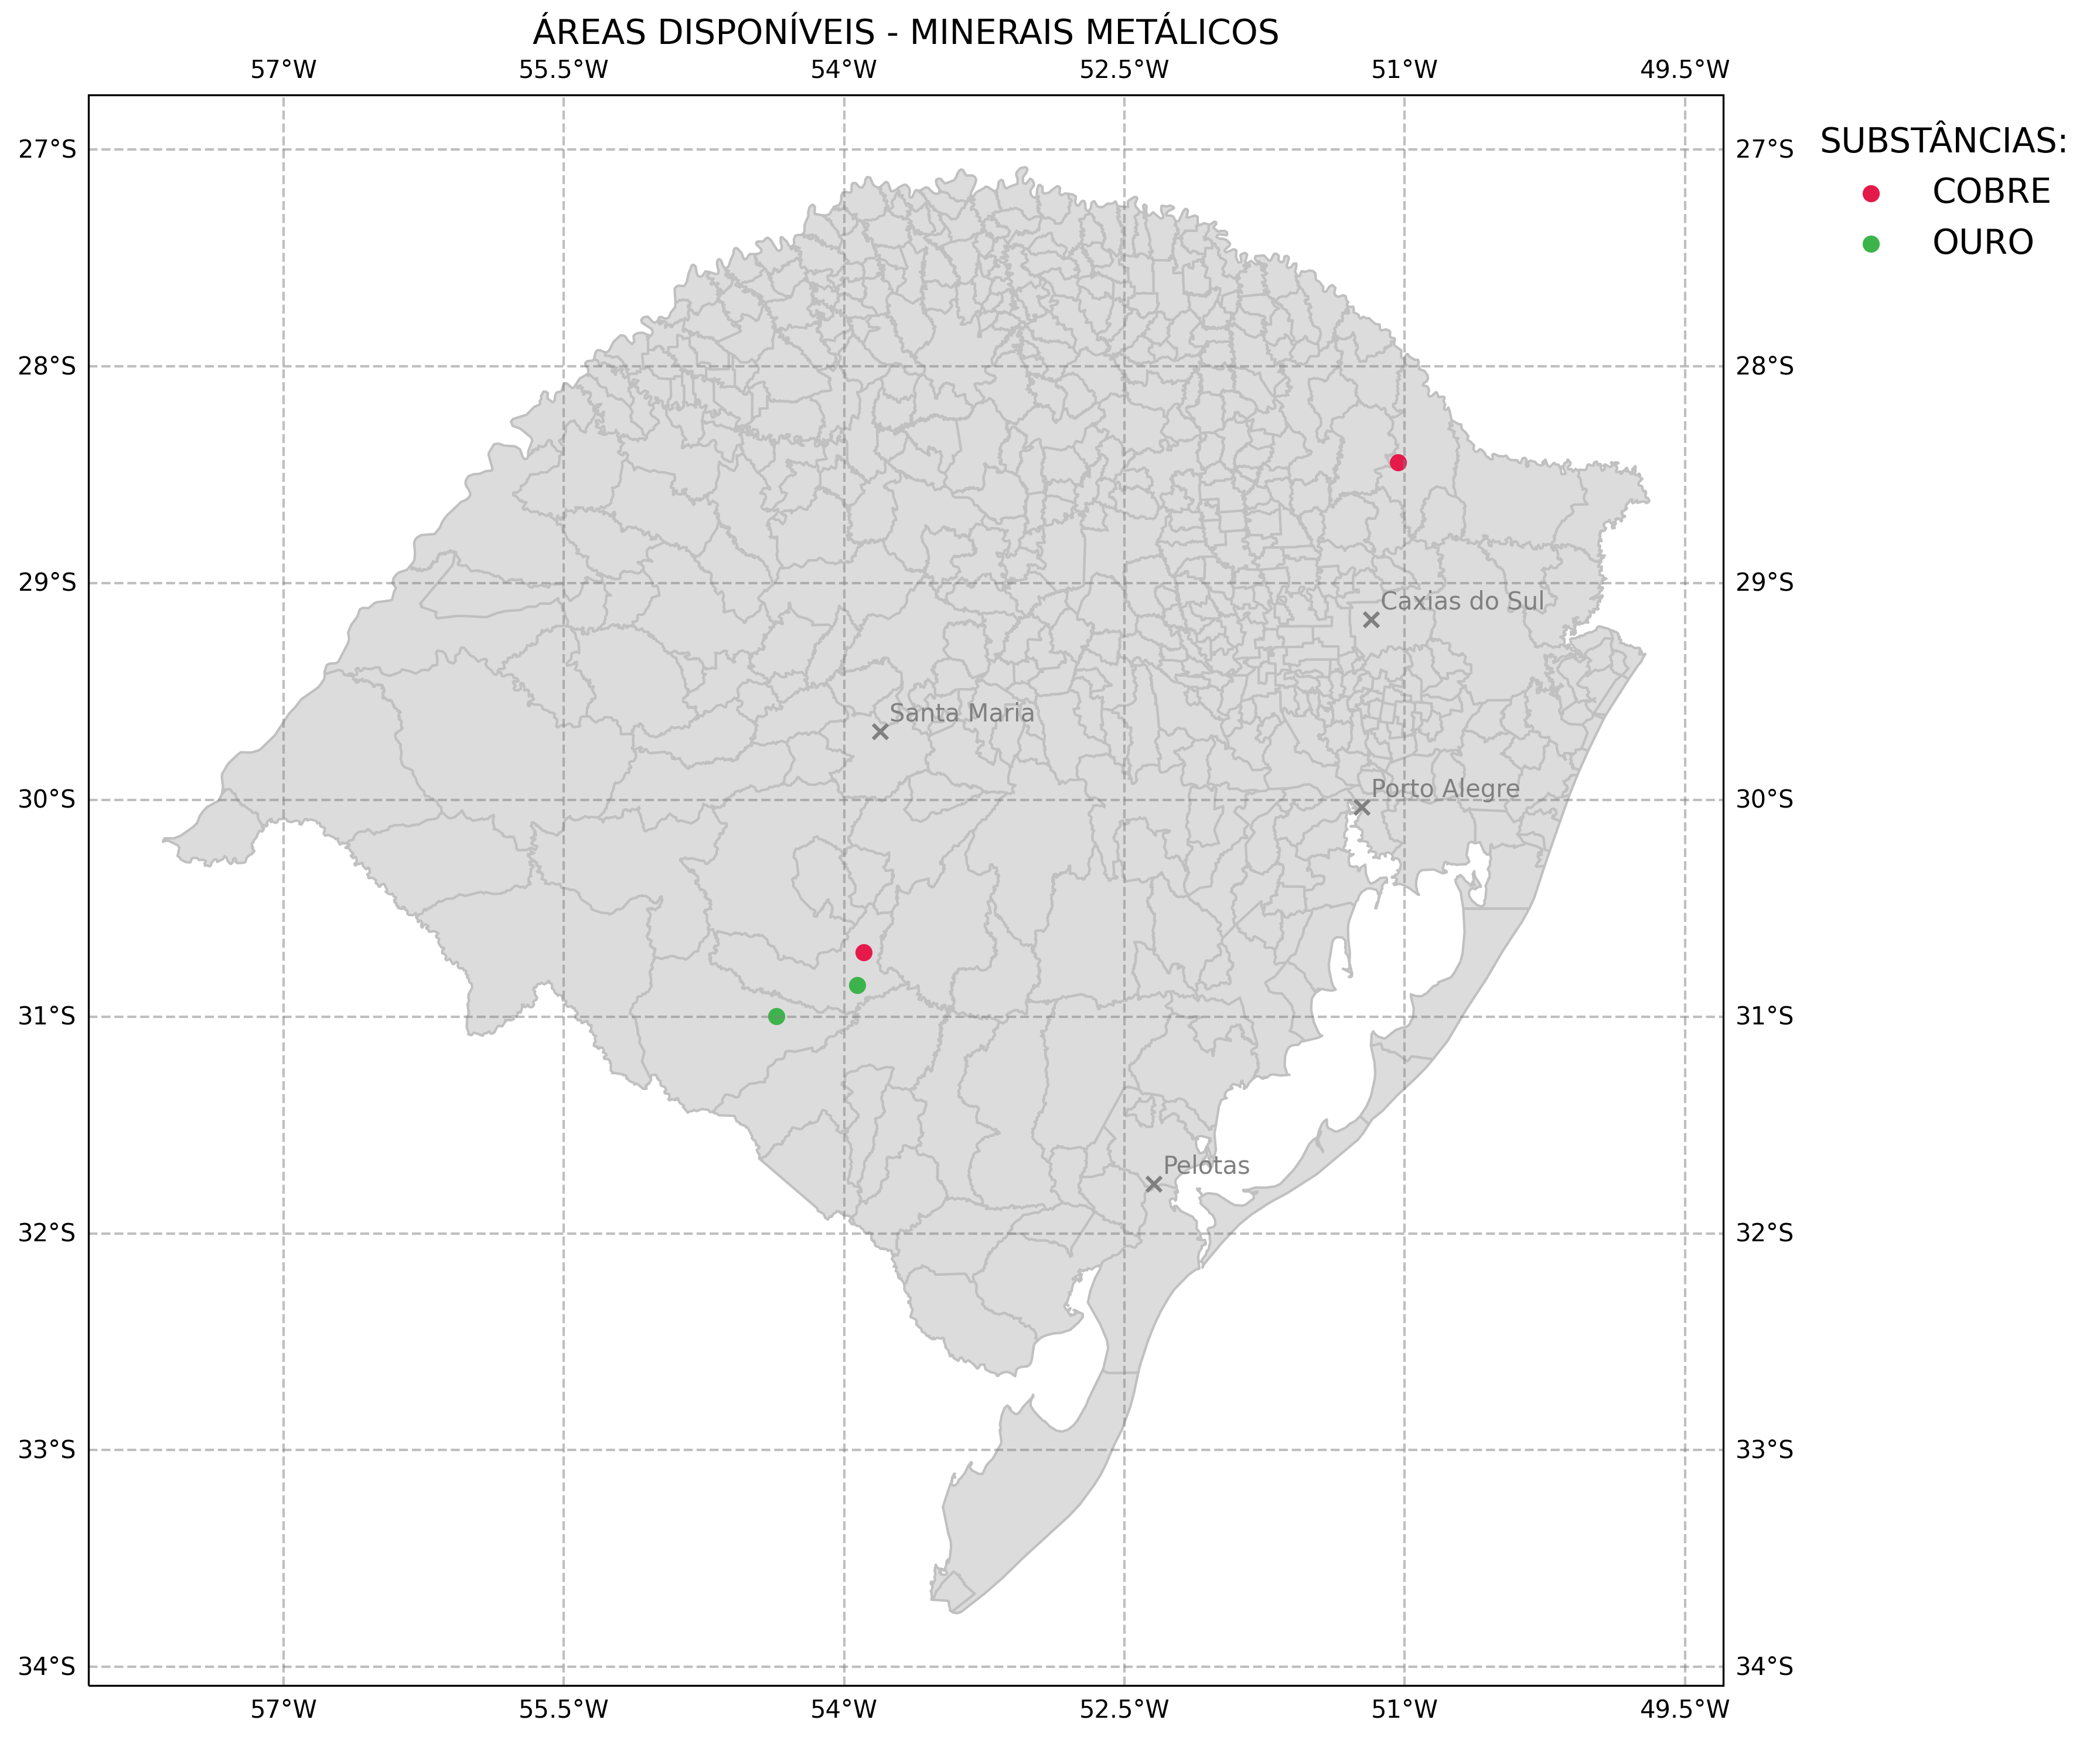 ÁREAS DISPONÍVEIS - MINERAIS METÁLICOS
57°W 55.5°W 54°W 52.5°W 51°W 49.5°W
27°S 27°S
SUBSTÂNCIAS:
COBRE
OURO
28°S 28°S
29°S 29°S
Caxias do Sul
Santa Maria
Porto Alegre
30°S 30°S
31°S 31°S
Pelotas
32°S 32°S
33°S 33°S
34°S 34°S
57°W 55.5°W 54°W 52.5°W 51°W 49.5°W